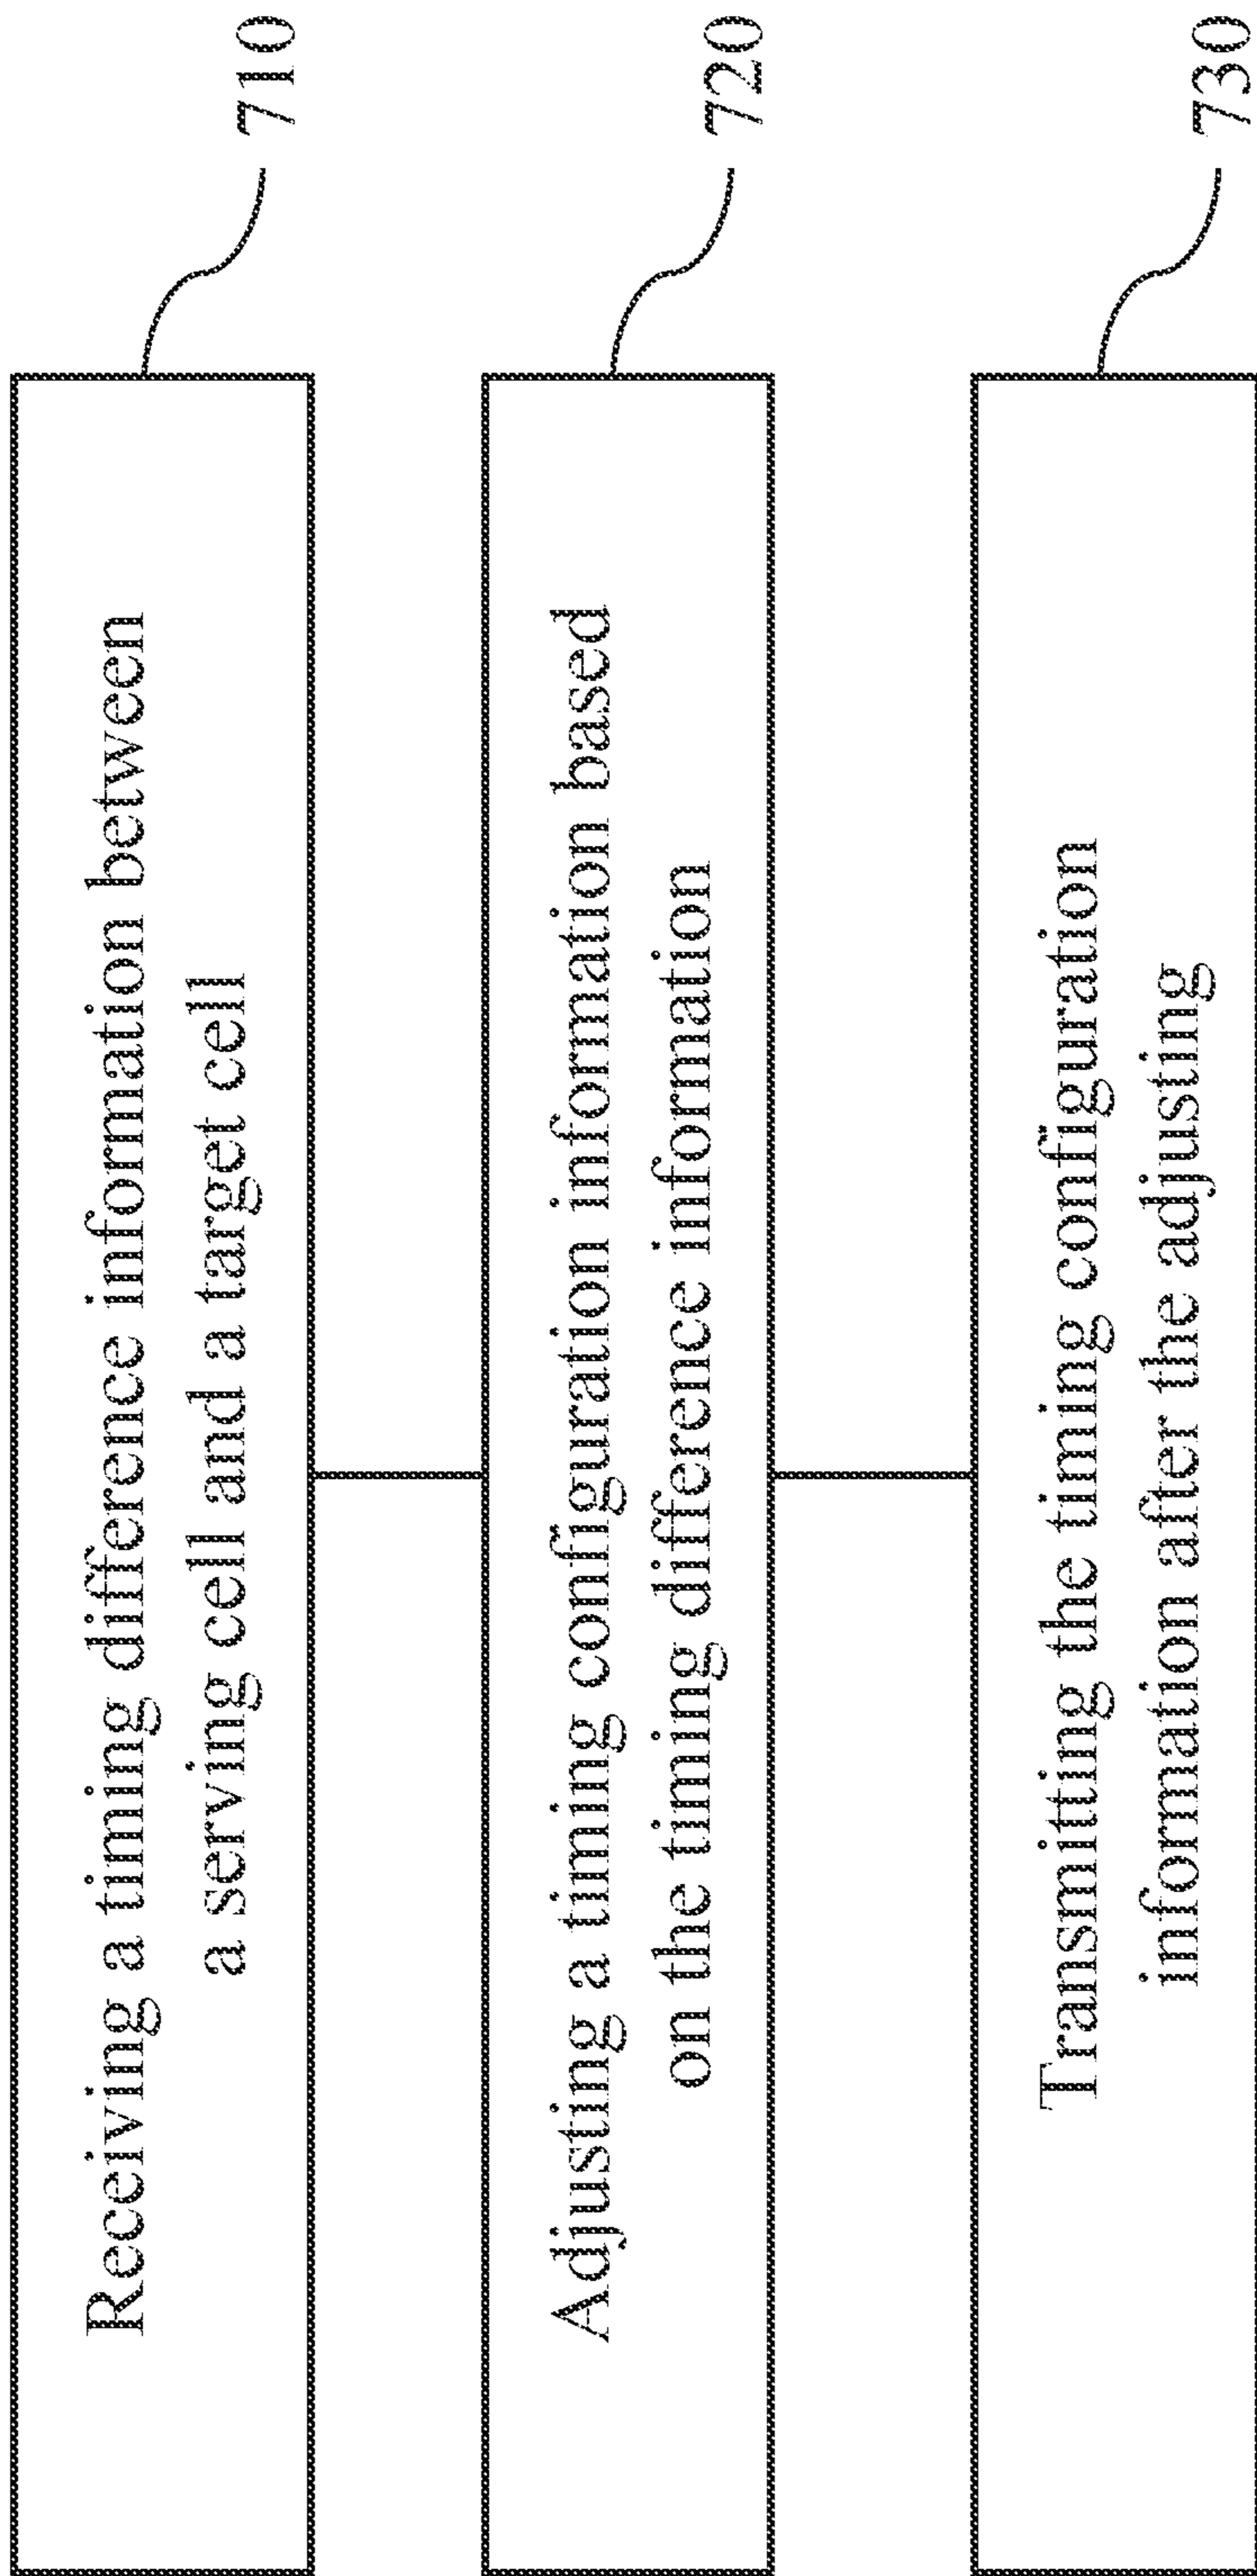 Receiving a timing difference information between
a serving cell and a target cell
710
Adjusting a timing configuration information based
on the timing difference information
720
Transmitting the timing configuration
information after the adjusting
730